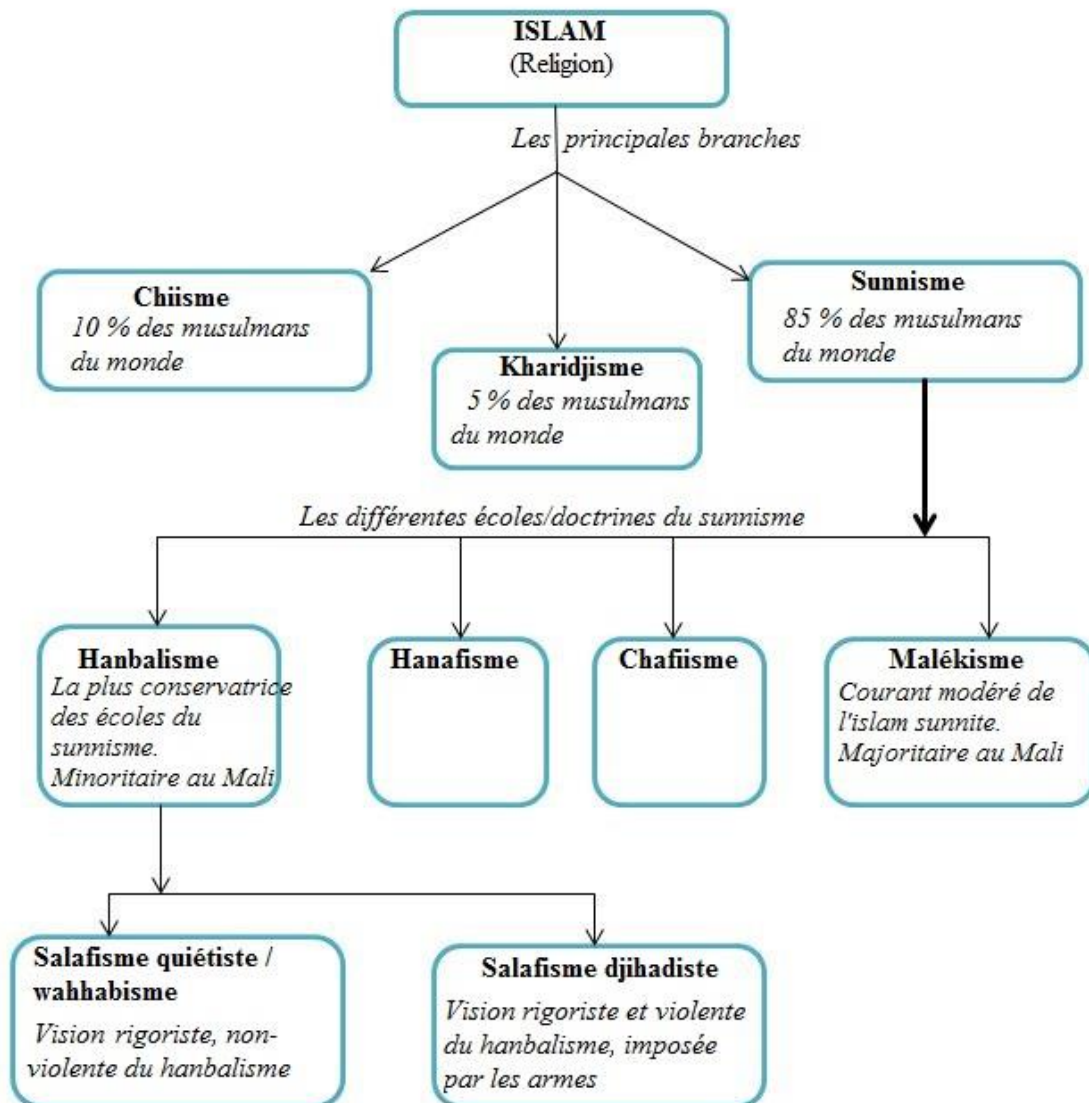 ISLAM
(Religion)
Les principales branches
Chiisme
10 % des musulmans
du monde
Kharidjisme
5 % des musulmans
du monde
Sunnisme
85 % des musulmans
du monde
Les différentes écoles/doctrines du sunnisme
Hanbalisme
La plus conservatrice
des écoles du
sunnisme.
Minoritaire au Mali
Hanafisme
Chafiisme
Malékisme
Courant modéré de
l'islam sunnite.
Majoritaire au Mali
Salafisme quiétiste /
wahhabisme
Vision rigoriste, non-
violente du hanbalisme
Salafisme djihadiste
Vision rigoriste et violente
du hanbalisme, imposée
par les armes